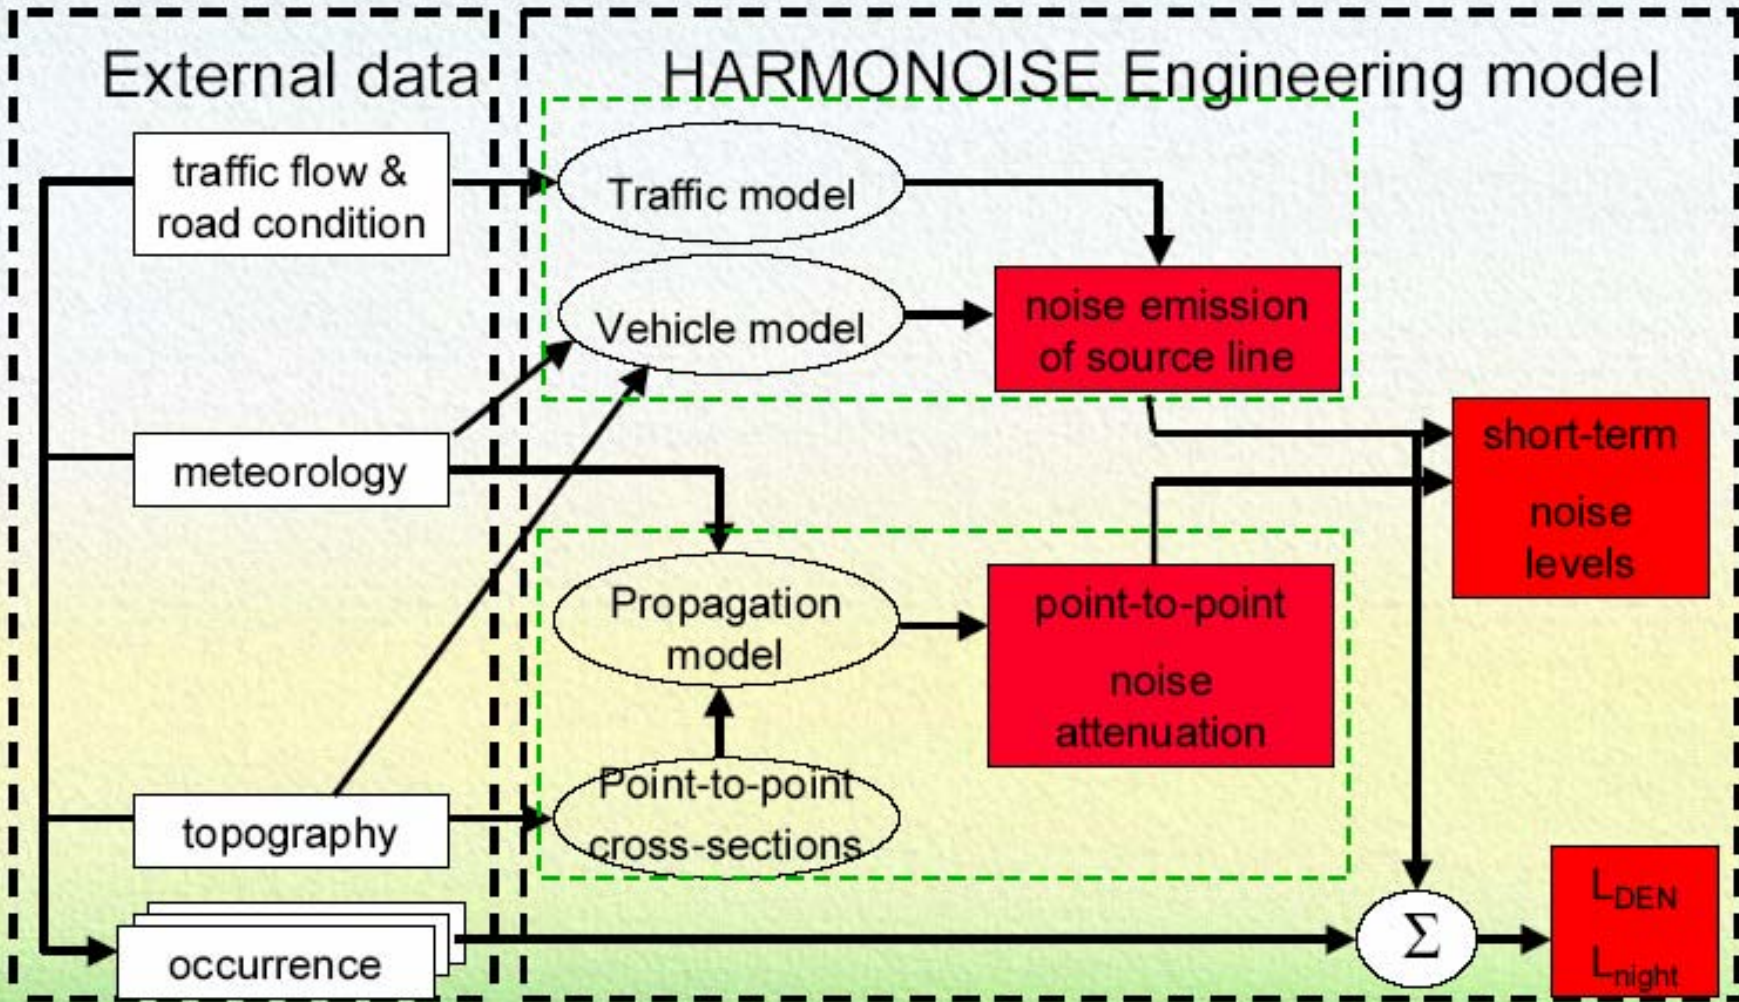 External data
HARMONOISE Engineering model
traffic flow &
road condition
Traffic model
Vehicle model
noise emission
of source line
meteorology
short-term
noise
levels
Propagation
model
point-to-point
noise
attenuation
topography
Point-to-point
cross-sections
occurrence
Σ
LDEN
Lnight